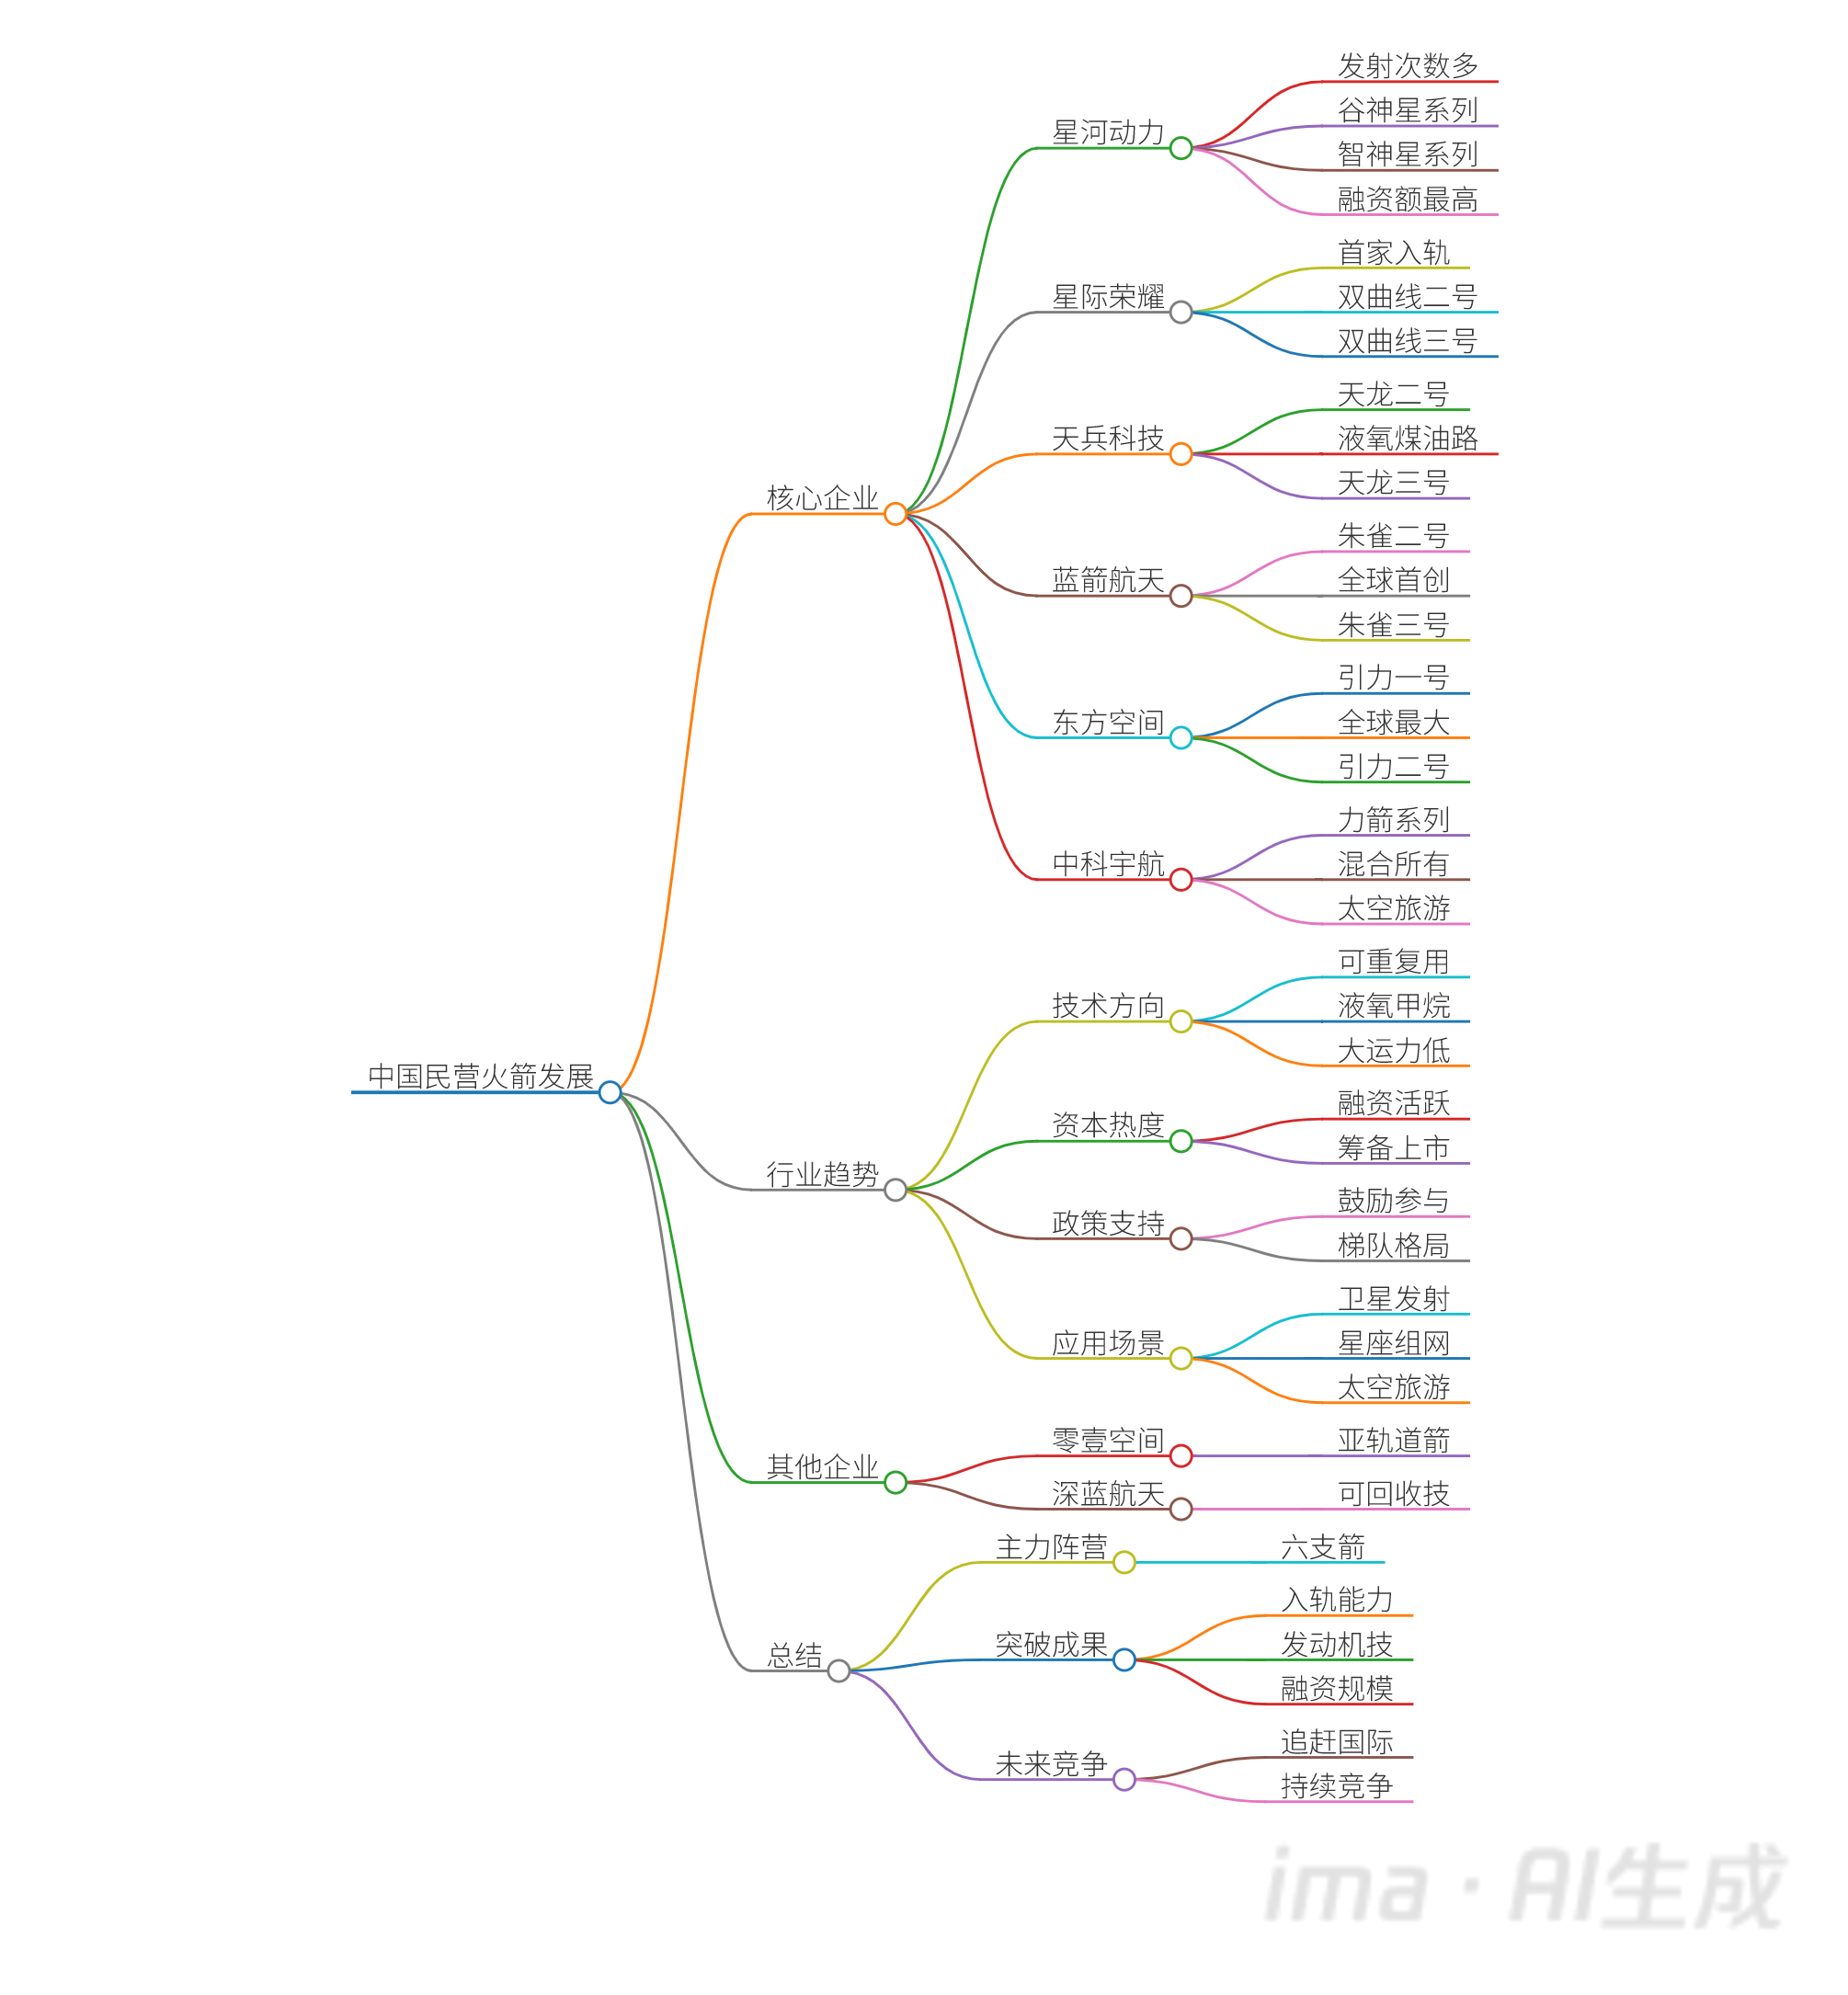 中国民营火箭发展
核心企业
星河动力
发射次数多
谷神星系列
智神星系列
融资额最高
星际荣耀
首家入轨
双曲线二号
双曲线三号
天兵科技
天龙二号
液氧煤油路
天龙三号
蓝箭航天
朱雀二号
全球首创
朱雀三号
东方空间
引力一号
全球最大
引力二号
中科宇航
力箭系列
混合所有
太空旅游
行业趋势
技术方向
可重复用
液氧甲烷
大运力低
资本热度
融资活跃
筹备上市
政策支持
鼓励参与
梯队格局
应用场景
卫星发射
星座组网
太空旅游
其他企业
零壹空间
亚轨道箭
深蓝航天
可回收技
总结
主力阵营
六支箭
突破成果
入轨能力
发动机技
融资规模
未来竞争
追赶国际
持续竞争
ima · AI生成